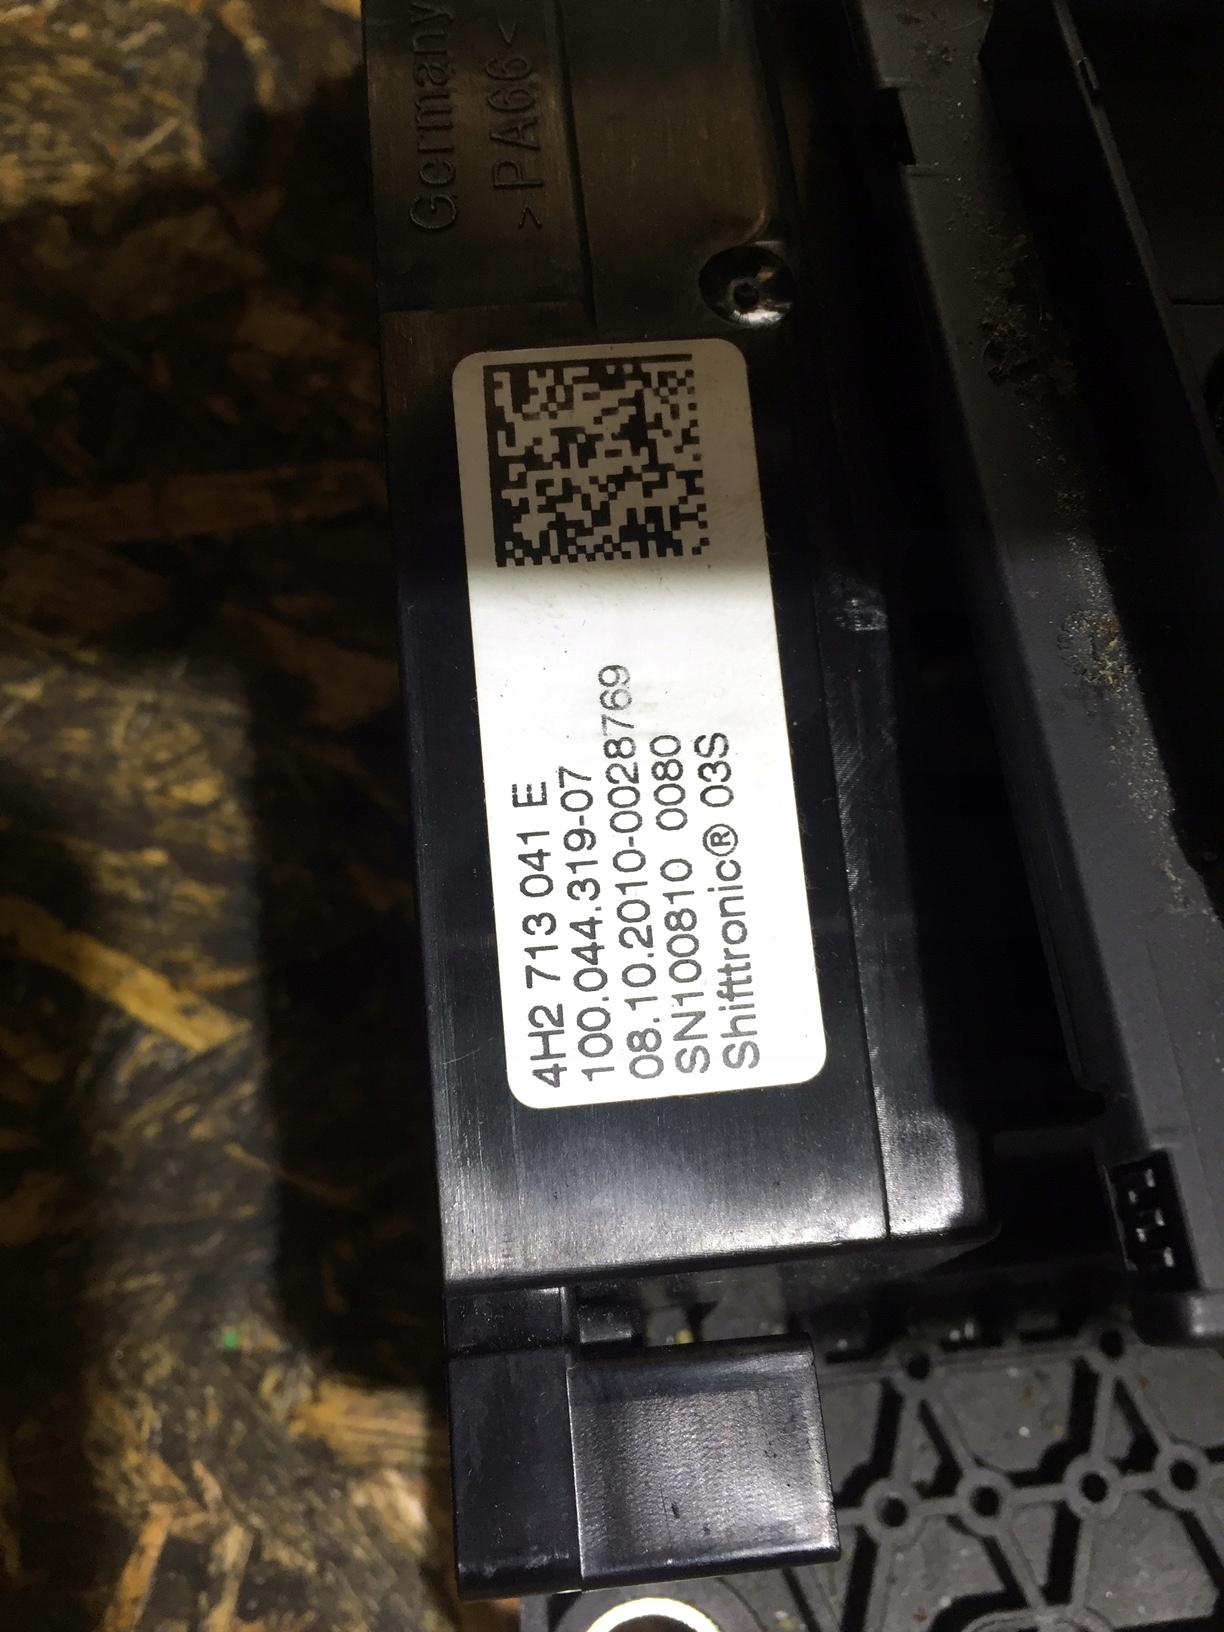 Germany
>PA66<
4H2 713 041 E
100.044.319-07
08.10.2010-0028769
SN100810 0080
Shifttronic® 03S